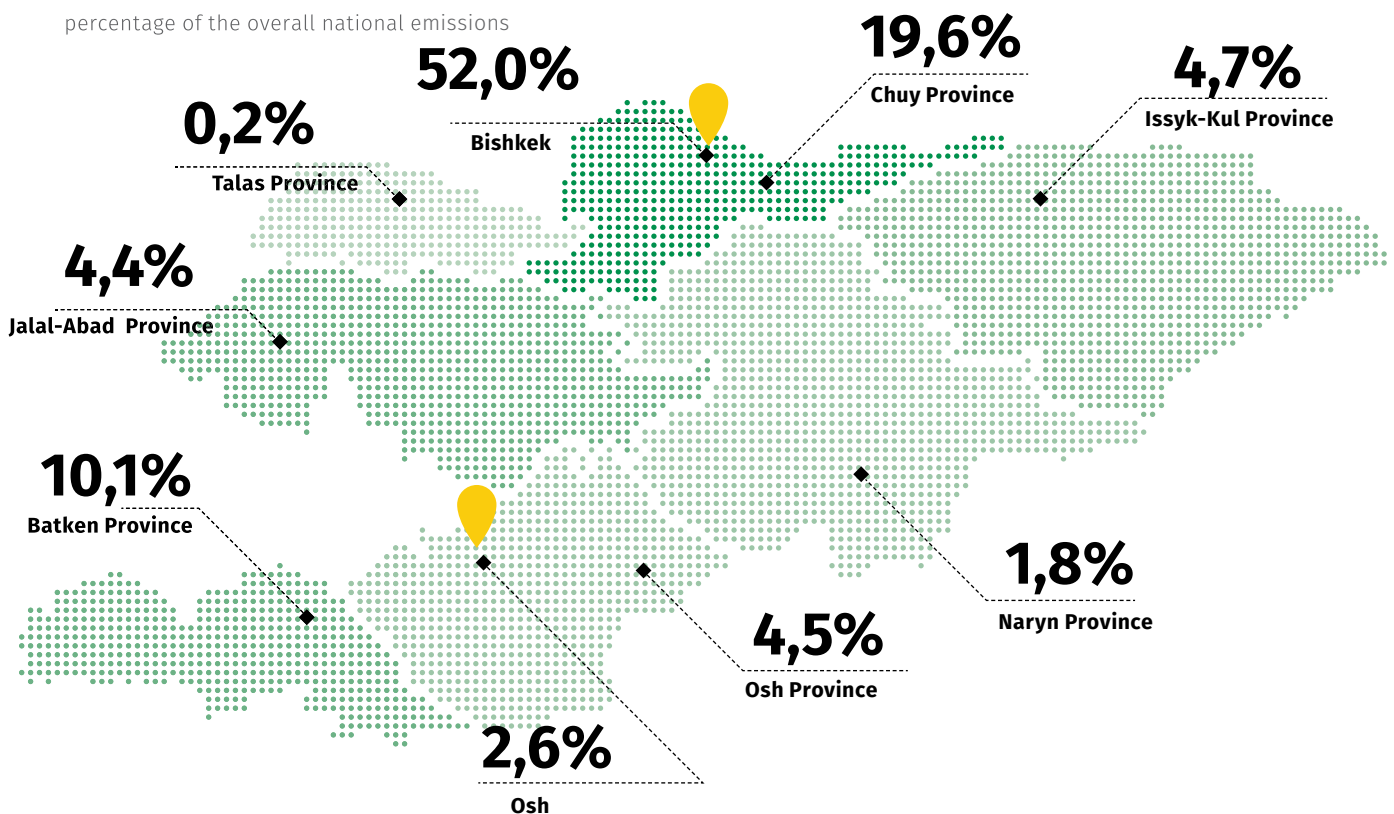 percentage of the overall national emissions
52,0%
Bishkek
19,6%
Chuy Province
4,7%
Issyk-Kul Province
0,2%
Talas Province
4,4%
Jalal-Abad Province
10,1%
Batken Province
1,8%
Naryn Province
4,5%
Osh Province
2,6%
Osh